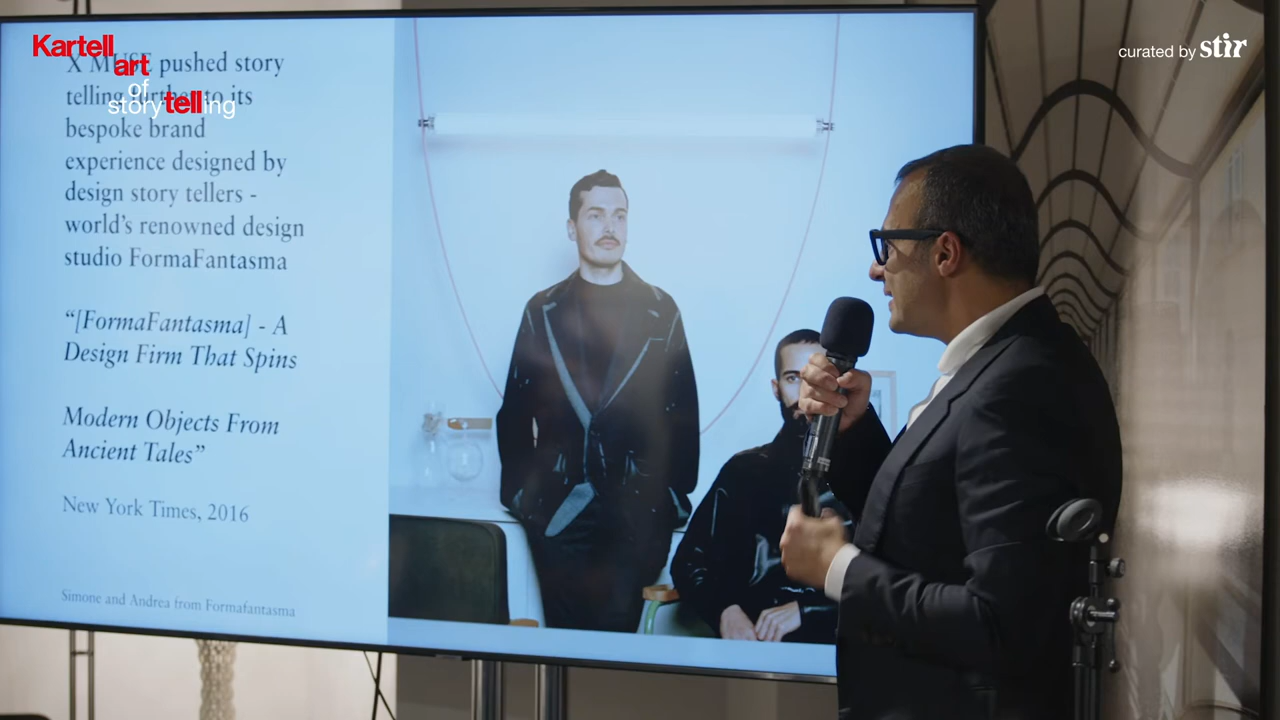 Kartell
art
of
storytelling
curated by stir
X MUSE pushed story
telling further to its
bespoke brand
experience designed by
design story tellers -
world's renowned design
studio FormaFantasma
“[FormaFantasma] - A
Design Firm That Spins
Modern Objects From
Ancient Tales”
New York Times, 2016
Simone and Andrea from Formafantasma